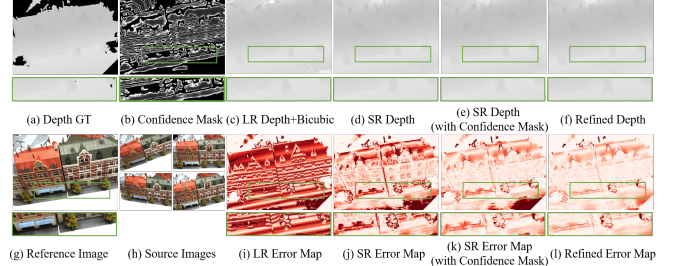 (a) Depth GT
(b) Confidence Mask
(c) LR Depth+Bicubic
(d) SR Depth
(e) SR Depth
(with Confidence Mask)
(f) Refined Depth
(g) Reference Image
(h) Source Images
(i) LR Error Map
(j) SR Error Map
(k) SR Error Map
(with Confidence Mask)
(l) Refined Error Map